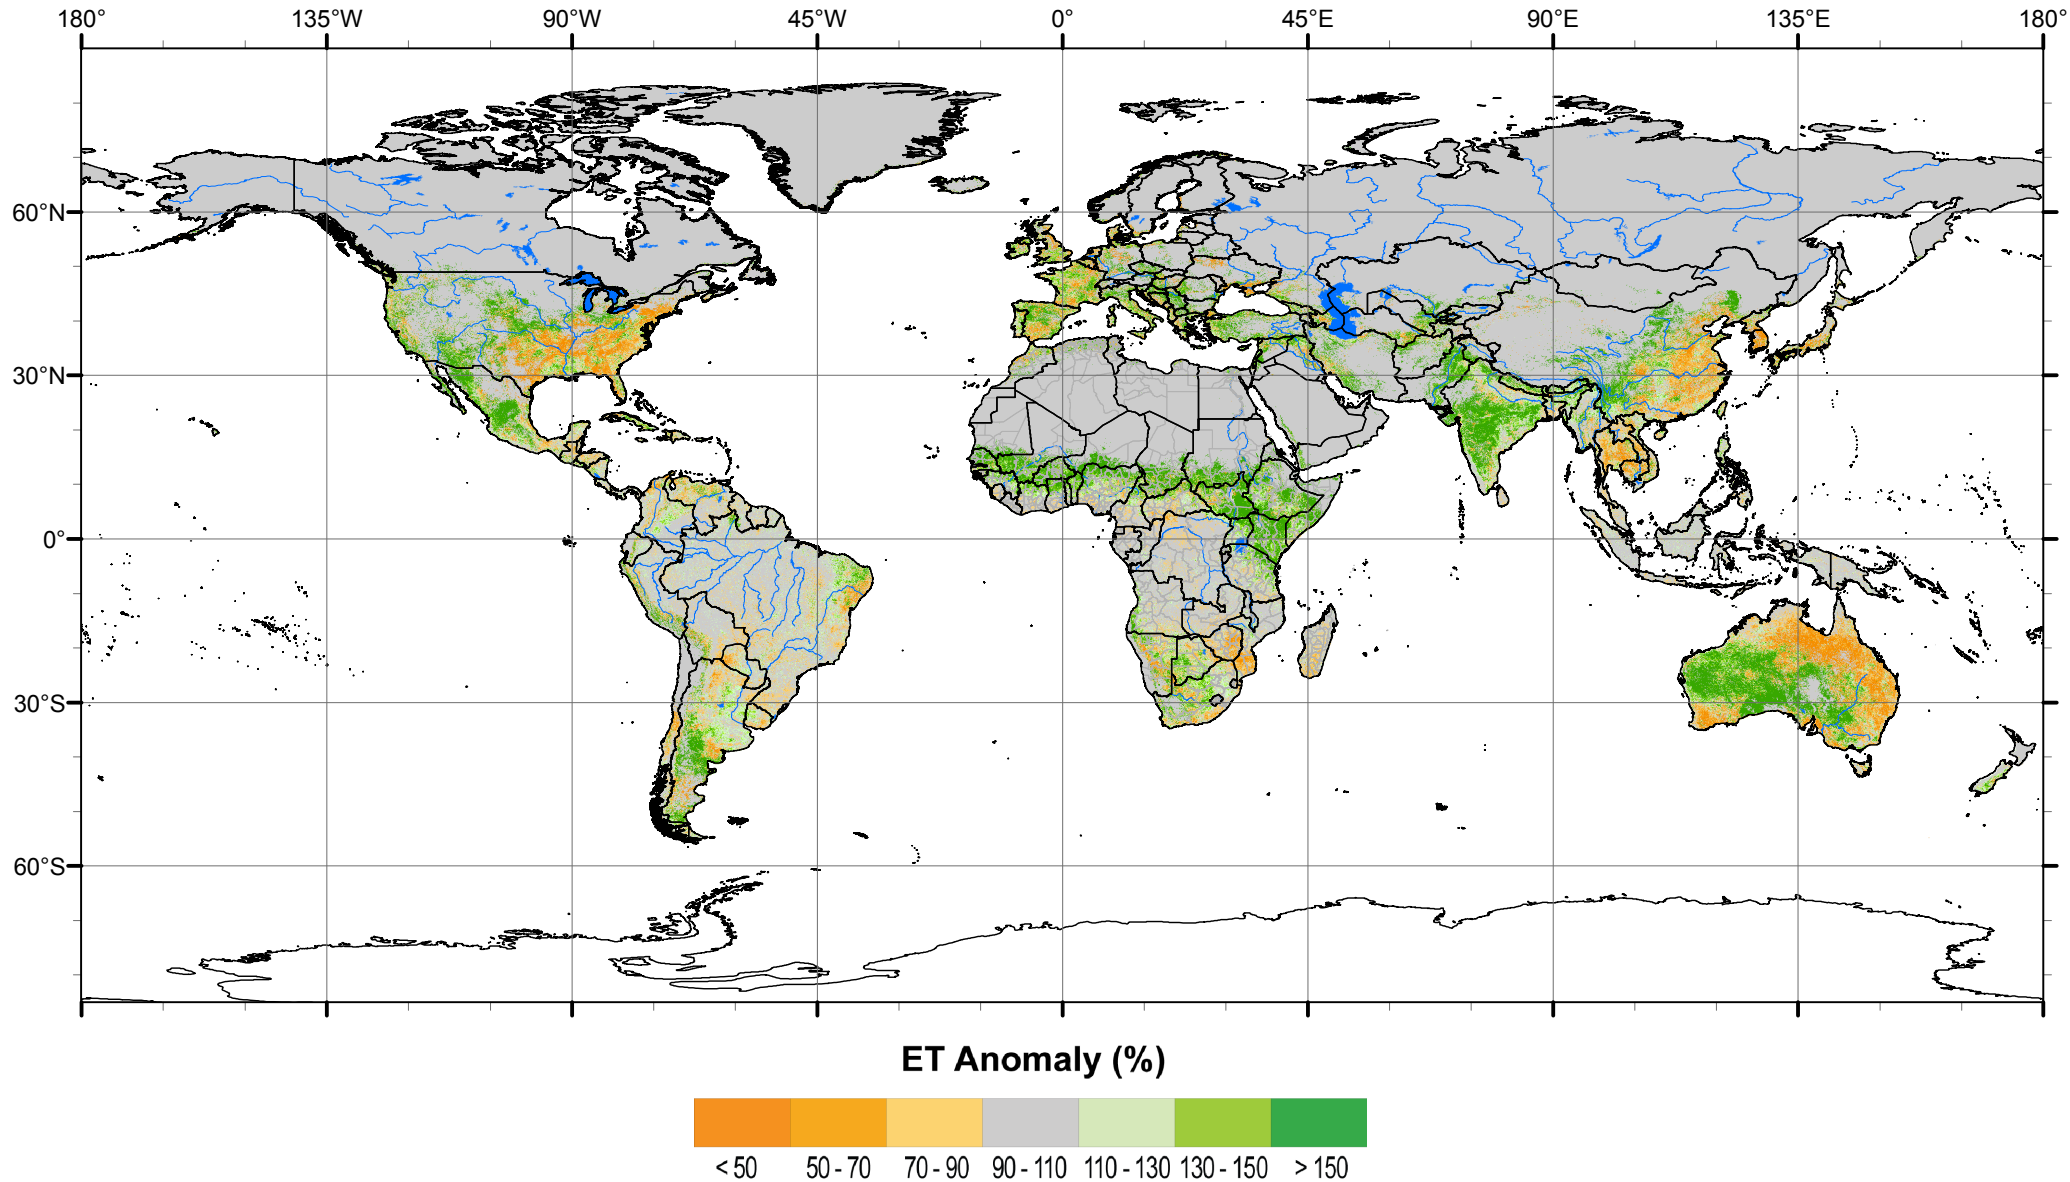 180° 135°W 90°W 45°W 0° 45°E 90°E 135°E 180°
60°N
30°N
0°
30°S
60°S
ET Anomaly (%)
< 50 50 - 70 70 - 90 90 - 110 110 - 130 130 - 150 > 150